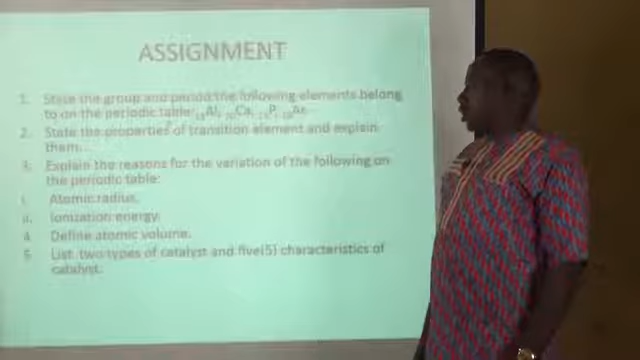 ASSIGNMENT
1. State the group and period the following elements belong
to on the periodic table: ₁₃Al, ₂₀Ca, ₁₅P, ₁₈Ar.
2. State the properties of transition element and explain
them..
3. Explain the reasons for the variation of the following on
the periodic table:
i. Atomic radius.
ii. Ionization energy.
4. Define atomic volume.
5. List two types of catalyst and five(5) characteristics of
catalyst.